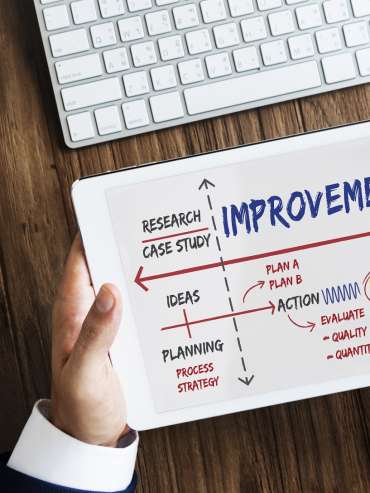 RESEARCH
CASE STUDY
IDEAS
PLANNING
PROCESS
STRATEGY
PLAN A
PLAN B
ACTION
EVALUATE
- QUALITY